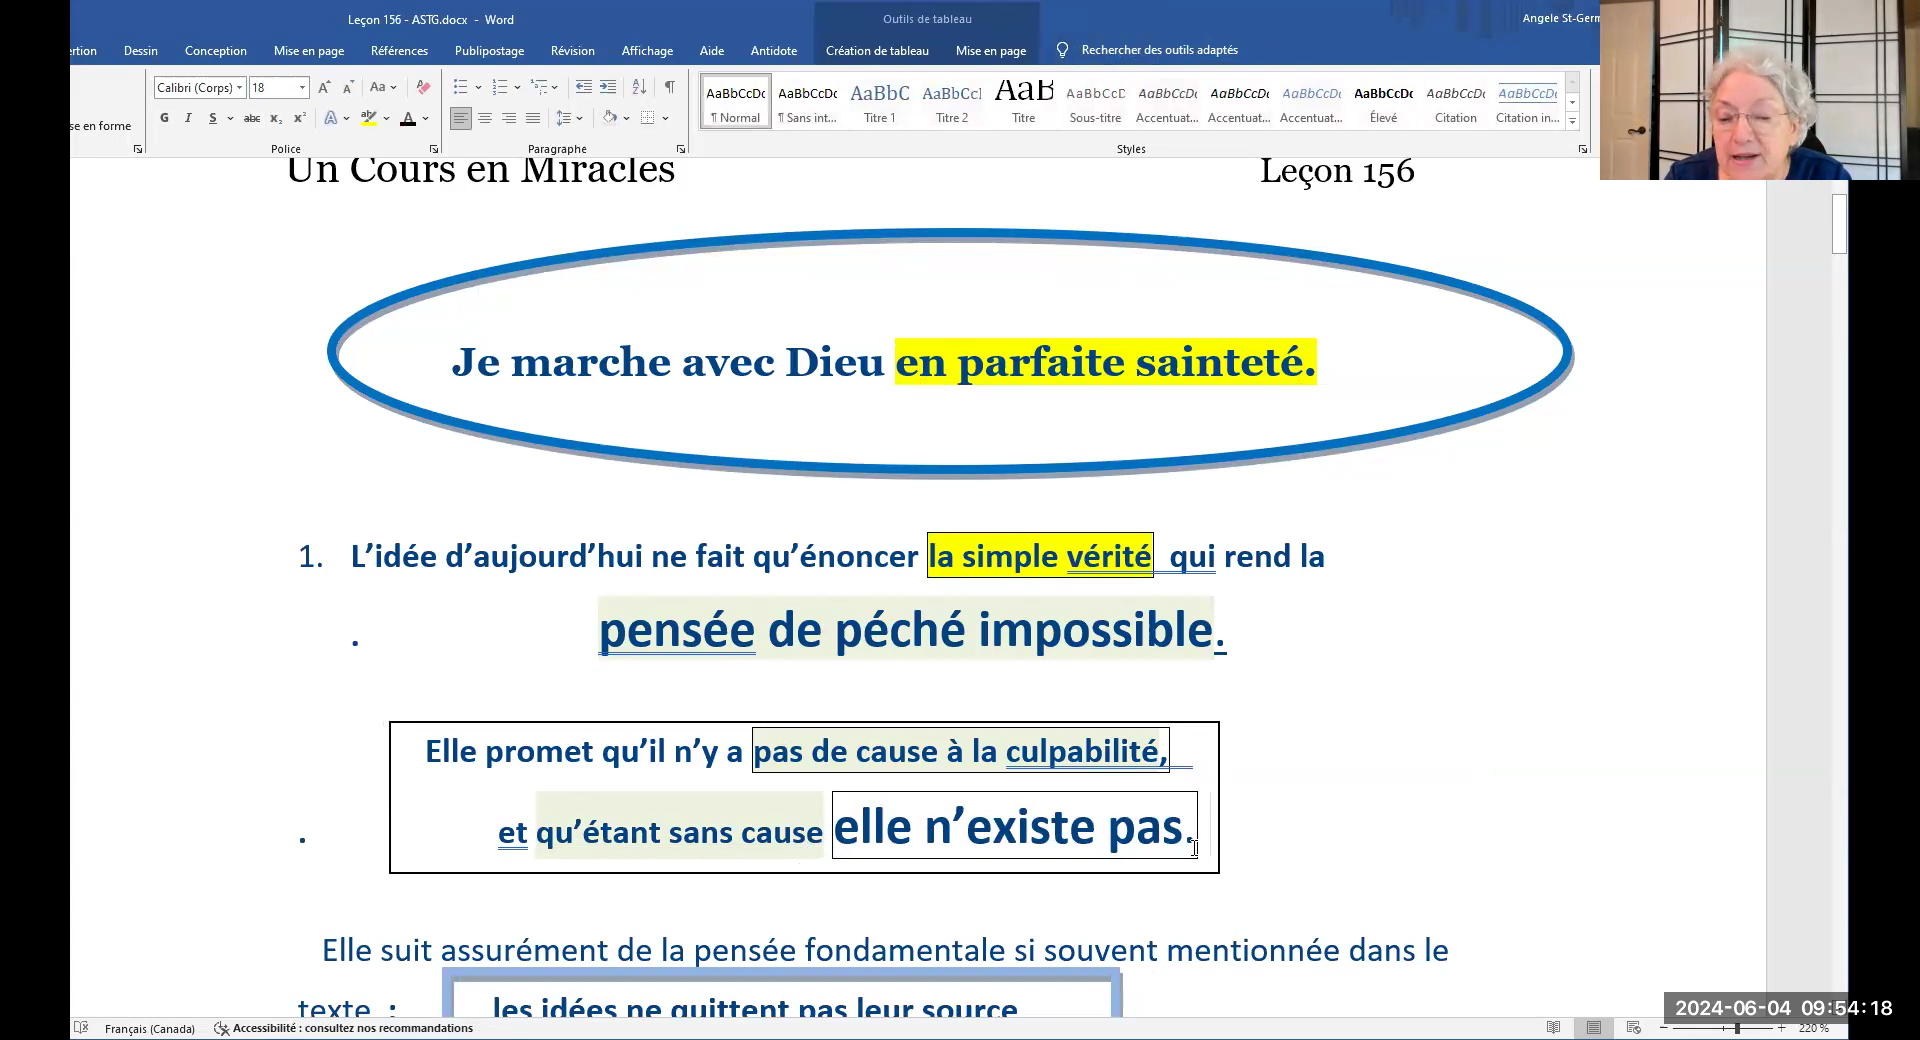 Leçon 156 - ASTG.docx - Word
Outils de tableau
Angele St-Germ
ertion Dessin Conception Mise en page Références Publipostage Révision Affichage Aide Antidote Création de tableau Mise en page Rechercher des outils adaptés
Calibri (Corps) 18 Aa
AaBbCcDc AaBbCcDc AaBbC AaBbCc AaB AaBbCcD AaBbCcDc AaBbCcDc AaBbCcDc AaBbCcDc AaBbCcDc AaBbCcDc
se en forme G I S abc x₂ x² A ab A
¶ Normal ¶ Sans int... Titre 1 Titre 2 Titre Sous-titre Accentuat... Accentuat... Accentuat... Élevé Citation Citation in...
Police Paragraphe Styles
Un Cours en Miracles Leçon 156
Je marche avec Dieu en parfaite sainteté.
1. L’idée d’aujourd’hui ne fait qu’énoncer la simple vérité qui rend la
. pensée de péché impossible.
Elle promet qu’il n’y a pas de cause à la culpabilité,
. et qu’étant sans cause elle n’existe pas.
Elle suit assurément de la pensée fondamentale si souvent mentionnée dans le
texte : les idées ne quittent pas leur source
2024-06-04 09:54:18
Français (Canada) Accessibilité : consultez nos recommandations 220 %